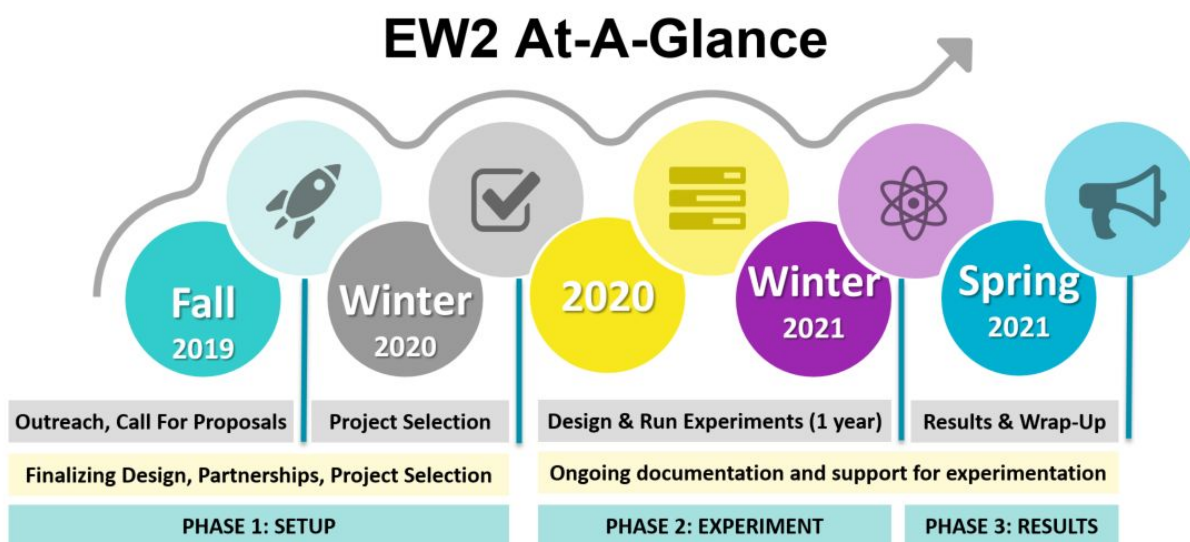 EW2 At-A-Glance
Fall
2019
Winter
2020
2020
Winter
2021
Spring
2021
Outreach, Call For Proposals
Project Selection
Design & Run Experiments (1 year)
Results & Wrap-Up
Finalizing Design, Partnerships, Project Selection
Ongoing documentation and support for experimentation
PHASE 1: SETUP
PHASE 2: EXPERIMENT
PHASE 3: RESULTS